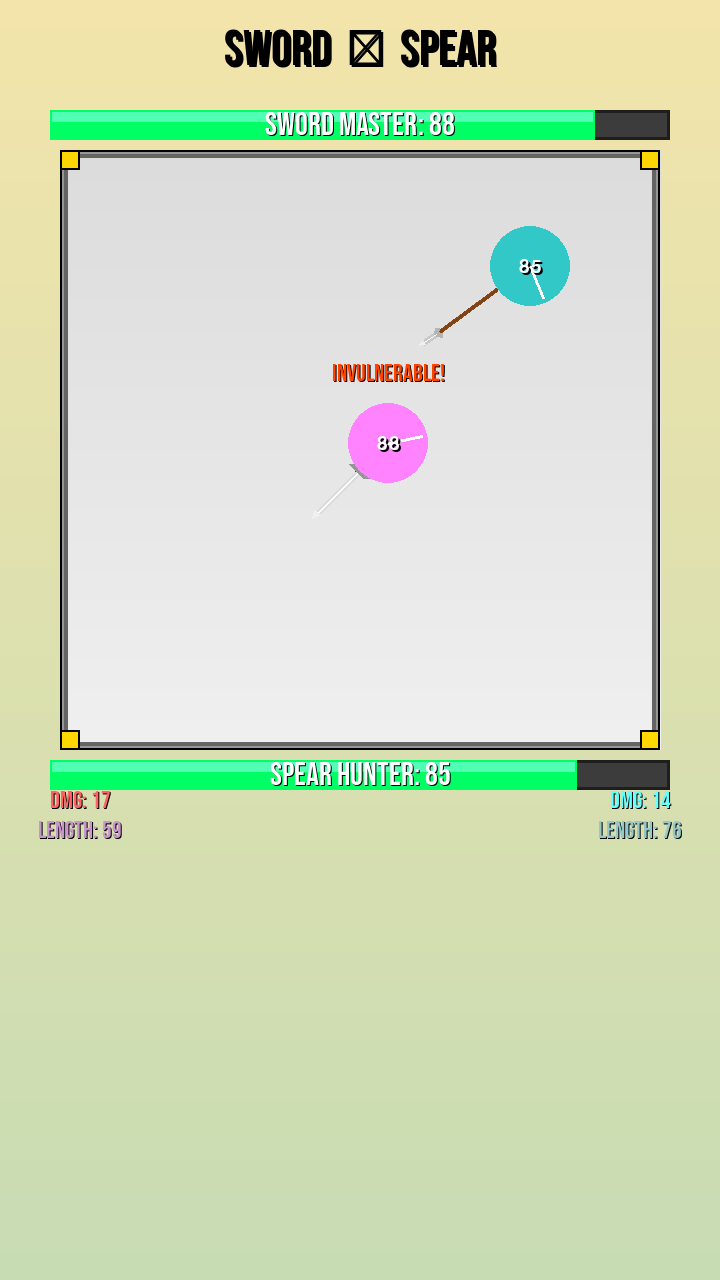 SWORD SPEAR
SWORD MASTER: 88
85
INVULNERABLE!
88
SPEAR HUNTER: 85
DMG: 17 DMG: 14
LENGTH: 59 LENGTH: 76